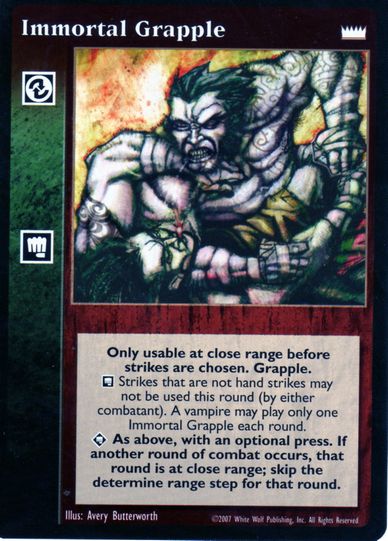 Immortal Grapple
Only usable at close range before
strikes are chosen. Grapple.
Strikes that are not hand strikes may
not be used this round (by either
combatant). A vampire may play only one
Immortal Grapple each round.
As above, with an optional press. If
another round of combat occurs, that
round is at close range; skip the
determine range step for that round.
Illus: Avery Butterworth
©2007 White Wolf Publishing, Inc. All Rights Reserved